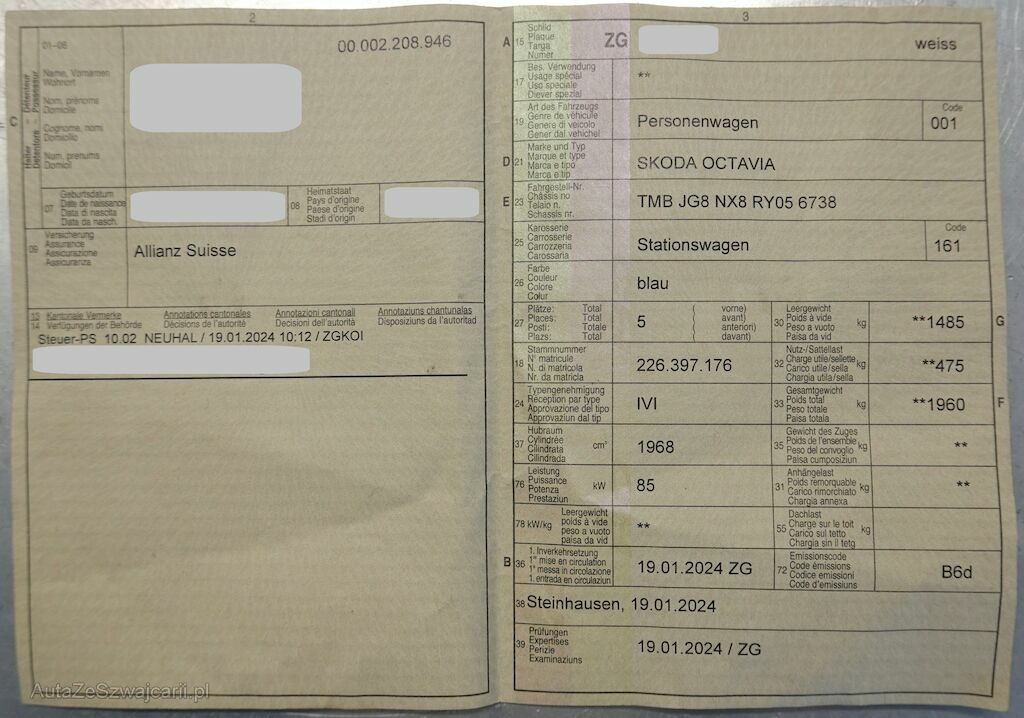 2
01-06
00.002.208.946
C
Halter - Détenteur
Detentore - Possessur
Name, Vornamen
Wohnort
Nom, prénoms
Domicile
Cognome, nomi
Domicilio
Num, prenums
Domicil
07
Geburtsdatum
Date de naissance
Data di nascita
Data da nasch.
08
Heimatstaat
Pays d'origine
Paese d'origine
Stadi d'origin
09
Versicherung
Assurance
Assicurazione
Assicuranza
Allianz Suisse
13 Kantonale Vermerke Annotations cantonales Annotazioni cantonali Annotaziuns chantunalas
14 Verfügungen der Behörde Décisions de l'autorité Decisioni dell'autorità Disposiziuns da l'autoritad
Steuer-PS 10.02 NEUHAL / 19.01.2024 10:12 / ZGKOI
AutaZeSzwajcarii.pl
3
A 15
Schild
Plaque
Targa
Numer
ZG
weiss
17
Bes. Verwendung
Usage spécial
Uso speciale
Diever spezial
**
19
Art des Fahrzeugs
Genre de véhicule
Genere di veicolo
Gener dal vehichel
Personenwagen
Code
001
D 21
Marke und Typ
Marque et type
Marca e tipo
Marca e tip
SKODA OCTAVIA
E 23
Fahrgestell-Nr.
Châssis no
Telaio n.
Schassis nr.
TMB JG8 NX8 RY05 6738
25
Karosserie
Carrosserie
Carrozzeria
Carossaria
Stationswagen
Code
161
26
Farbe
Couleur
Colore
Colur
blau
27
Plätze: Total
Places: Total
Posti: Totale
Plazs: Total
5
( vorne)
( avant)
( anteriori)
( davant)
30
Leergewicht
Poids à vide
Peso a vuoto
Paisa da vid
kg
**1485
G
18
Stammnummer
N° matricule
N. di matricola
Nr. da matricla
226.397.176
32
Nutz-/Sattellast
Charge utile/sellette
Carico utile/sella
Chargia utila/sella
kg
**475
24
Typengenehmigung
Réception par type
Approvazione del tipo
Approvaziun dal tip
IVI
33
Gesamtgewicht
Poids total
Peso totale
Paisa totala
kg
**1960
F
37
Hubraum
Cylindrée
Cilindrata
Cilindrada
cm³
1968
35
Gewicht des Zuges
Poids de l'ensemble
Peso del convoglio
Paisa cumposiziun
kg
**
76
Leistung
Puissance
Potenza
Prestaziun
kW
85
31
Anhängelast
Poids remorquable
Carico rimorchiato
Chargia annexa
kg
**
78 kW/kg
Leergewicht
poids à vide
peso a vuoto
paisa da vid
**
55
Dachlast
Charge sur le toit
Carico sul tetto
Chargia sin il tetg
kg
B 36
1. Inverkehrsetzung
1re mise en circulation
1a messa in circolazione
1. entrada en circulaziun
19.01.2024 ZG
72
Emissionscode
Code émissions
Codice emissioni
Code d'emissiuns
B6d
38 Steinhausen, 19.01.2024
39
Prüfungen
Expertises
Perizie
Examinaziuns
19.01.2024 / ZG